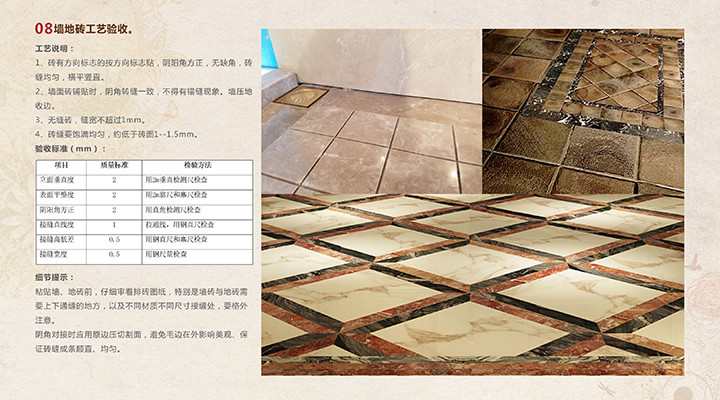 08墙地砖工艺验收。
工艺说明：
1、砖有方向标志的按方向标志贴，阴阳角方正，无缺角，砖
缝均匀，横平竖直。
2、墙面砖铺贴时，阴角转缝一致，不得有错缝现象。墙压地
收边。
3、无缝砖，缝宽不超过1mm。
4、砖缝要饱满均匀，约低于砖面1--1.5mm。
验收标准（mm）：
项目 质量标准 检验方法
立面垂直度 2 用2m垂直检测尺检查
表面平整度 2 用2m靠尺和塞尺检查
阴阳角方正 2 用直角检测尺检查
接缝直线度 1 拉通线，用钢直尺检查
接缝高低差 0.5 用钢直尺和塞尺检查
接缝宽度 0.5 用钢尺量检查
细节提示：
粘贴墙、地砖前，仔细审看排砖图纸，特别是墙砖与地砖需
要上下通缝的地方，以及不同材质不同尺寸接缝处，要格外
注意。
阴角对接时应用原边压切割面，避免毛边在外影响美观、保
证砖缝成条顺直、均匀。